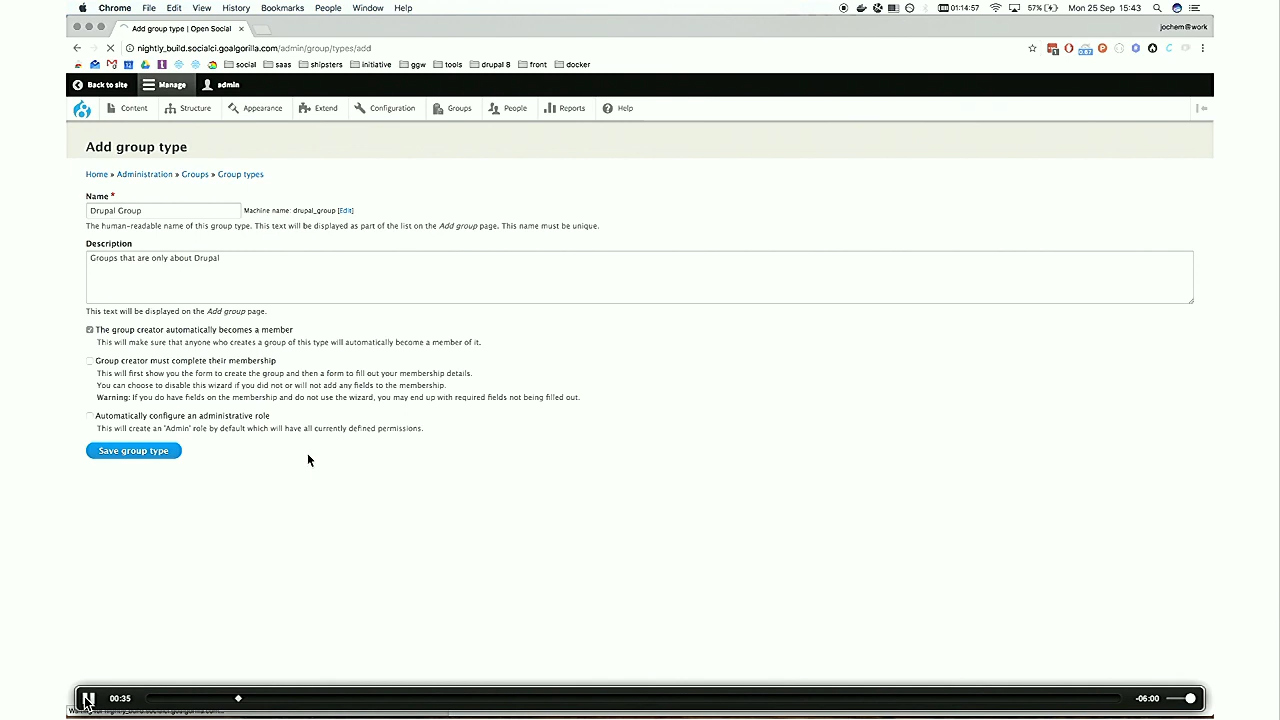 Chrome File Edit View History Bookmarks People Window Help 01:14:57 57% Mon 25 Sep 15:43
Add group type | Open Social jochem@work
nightly_build.socialci.goalgorilla.com/admin/group/types/add
social saas shipsters initiative ggw tools drupal 8 front docker
Back to site Manage admin
Content Structure Appearance Extend Configuration Groups People Reports Help
Add group type
Home » Administration » Groups » Group types
Name *
Drupal Group Machine name: drupal_group [Edit]
The human-readable name of this group type. This text will be displayed as part of the list on the Add group page. This name must be unique.
Description
Groups that are only about Drupal
This text will be displayed on the Add group page.
The group creator automatically becomes a member
This will make sure that anyone who creates a group of this type will automatically become a member of it.
Group creator must complete their membership
This will first show you the form to create the group and then a form to fill out your membership details.
You can choose to disable this wizard if you did not or will not add any fields to the membership.
Warning: If you do have fields on the membership and do not use the wizard, you may end up with required fields not being filled out.
Automatically configure an administrative role
This will create an 'Admin' role by default which will have all currently defined permissions.
Save group type
00:35 -06:00